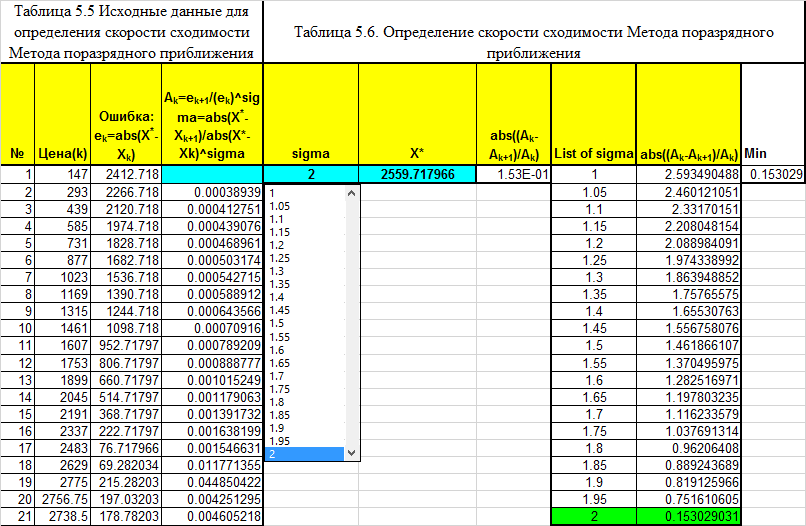 Таблица 5.5 Исходные данные для
определения скорости сходимости
Метода поразрядного приближения
Таблица 5.6. Определение скорости сходимости Метода поразрядного
приближения
№ Цена(k) Ошибка: eₖ=abs(X*-Xₖ) Aₖ=eₖ₊₁/(eₖ)^sigma=abs(X*-Xₖ₊₁)/abs(X*-Xk)^sigma sigma X* abs((Aₖ-Aₖ₊₁)/Aₖ) List of sigma abs((Aₖ-Aₖ₊₁)/Aₖ) Min
1 147 2412.718 2 2559.717966 1.53E-01 1 2.593490488 0.153029
2 293 2266.718 0.00038939 1 1.05 2.460121051
3 439 2120.718 0.000412751 1.05 1.1 2.33170151
4 585 1974.718 0.000439076 1.1 1.15 2.208048154
5 731 1828.718 0.000468961 1.15 1.2 2.088984091
6 877 1682.718 0.000503174 1.2 1.25 1.974338992
7 1023 1536.718 0.000542715 1.25 1.3 1.863948852
8 1169 1390.718 0.000588912 1.3 1.35 1.75765575
9 1315 1244.718 0.000643566 1.35 1.4 1.65530763
10 1461 1098.718 0.00070916 1.4 1.45 1.556758076
11 1607 952.71797 0.000789209 1.45 1.5 1.461866107
12 1753 806.71797 0.000888777 1.5 1.55 1.370495975
13 1899 660.71797 0.001015249 1.55 1.6 1.282516971
14 2045 514.71797 0.001179063 1.6 1.65 1.197803235
15 2191 368.71797 0.001391732 1.65 1.7 1.116233579
16 2337 222.71797 0.001638199 1.7 1.75 1.037691314
17 2483 76.717966 0.001546631 1.75 1.8 0.96206408
18 2629 69.282034 0.011771355 1.8 1.85 0.889243689
19 2775 215.28203 0.044850422 1.85 1.9 0.819125966
20 2756.75 197.03203 0.004251295 1.9 1.95 0.751610605
21 2738.5 178.78203 0.004605218 1.95 2 0.153029031
2